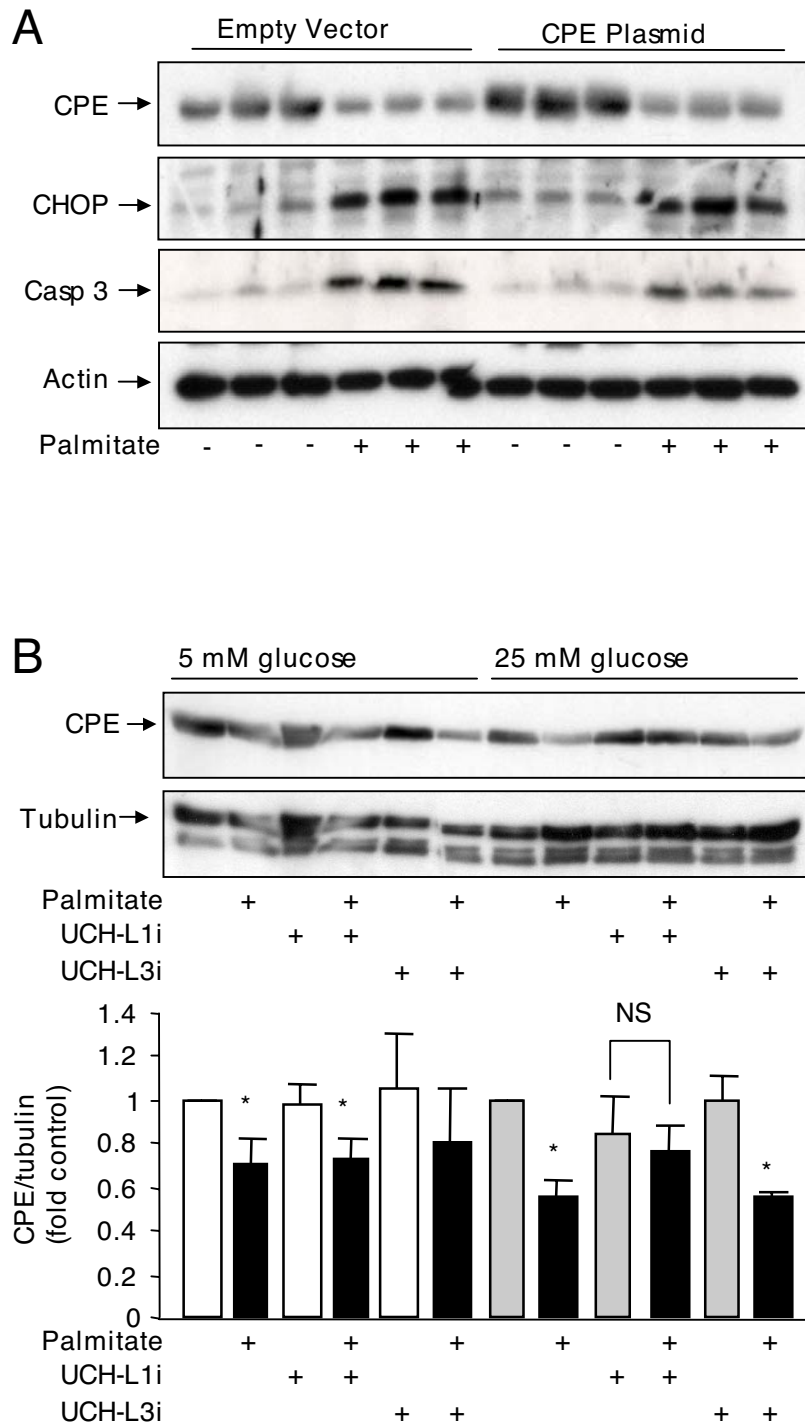 A
Empty Vector CPE Plasmid
CPE
CHOP
Casp 3
Actin
Palmitate - - - + + + - - - + + +
B
5 mM glucose 25 mM glucose
CPE
Tubulin
Palmitate + + + + + +
UCH-L1i + + + +
UCH-L3i + + + +
CPE/tubulin
(fold control)
1.4
1.2
1
0.8
0.6
0.4
0.2
0
NS
* * * *
Palmitate + + + + + +
UCH-L1i + + + +
UCH-L3i + + + +